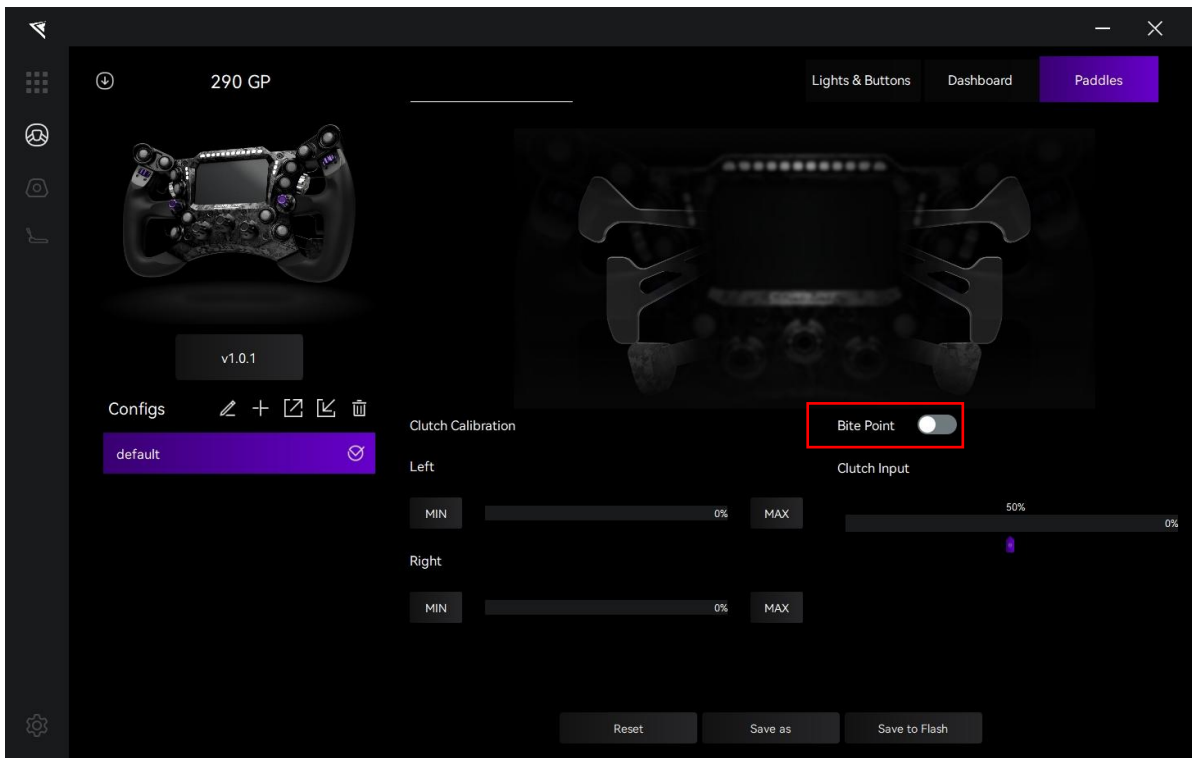 290 GP
Lights & Buttons
Dashboard
Paddles
v1.0.1
Configs
default
Clutch Calibration
Bite Point
Left
Clutch Input
MIN
0%
MAX
50%
0%
Right
MIN
0%
MAX
Reset
Save as
Save to Flash